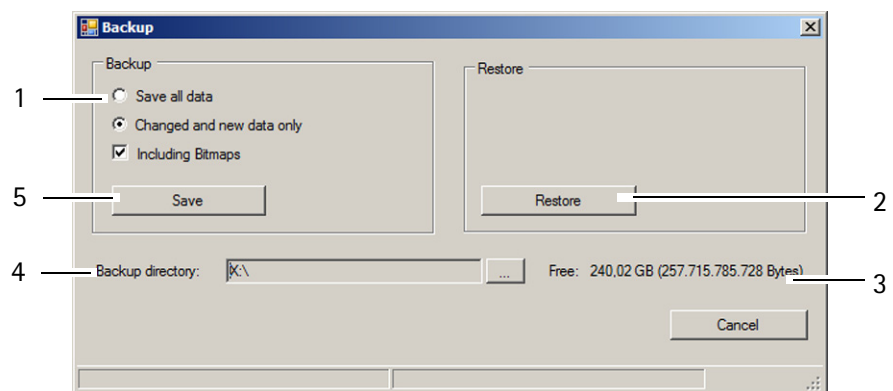 Backup
Backup
Restore
1
Save all data
Changed and new data only
Including Bitmaps
5
Save
Restore
2
4
Backup directory:
X:\
...
Free: 240,02 GB (257.715.785.728 Bytes)
3
Cancel